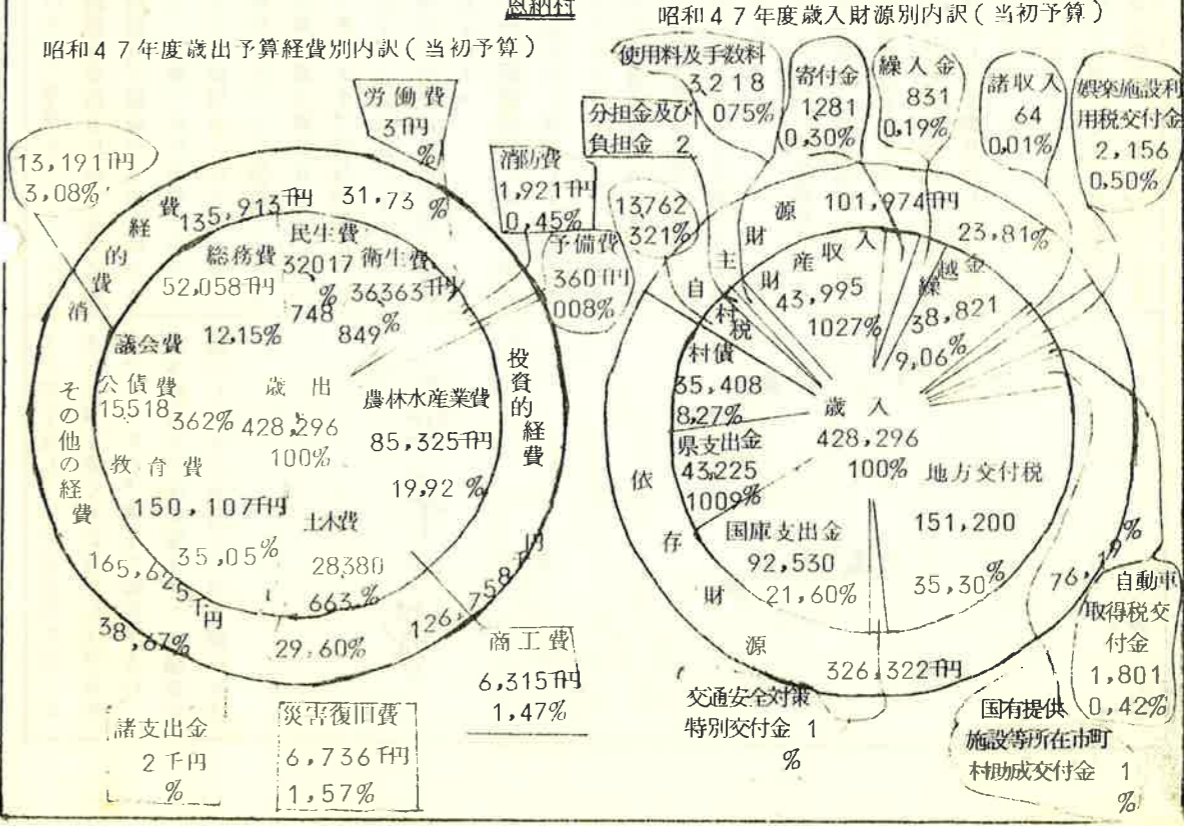 恩納村
昭和47年度歳出予算経費別内訳(当初予算)
労働費
3千円
%
13,191千円
3,08%
消防費
1,921千円
0,45%
予備費
360千円
008%
消費的経費
135,913千円 31,73 %
民生費
32017
%
748
総務費
52,058千円
12,15%
衛生費
36363千円
849%
議会費
公債費
15,518
362%
歳出
428,296
100%
農林水産業費
85,325千円
19,92 %
投資的経費
その他の経費
教育費
150,107千円
35,05%
土木費
28,380
663%
165,625千円
38,67%
29,60%
126,758千円
商工費
6,315千円
1,47%
諸支出金
2千円
%
災害復旧費
6,736千円
1,57%
昭和47年度歳入財源別内訳(当初予算)
使用料及手数料
3,218
075%
寄付金
1281
0,30%
繰入金
831
0,19%
諸収入
64
0,01%
娯楽施設利
用税交付金
2,156
0,50%
分担金及び
負担金 2
13,762
321%
自主財源
101,974千円
23,81%
村税
財産収入
43,995
1027%
繰越金
38,821
9,06%
村債
35,408
8,27%
歳入
428,296
100%
県支出金
43,225
1009%
地方交付税
151,200
35,30%
国庫支出金
92,530
21,60%
依存財源
326,322千円
76,19%
自動車
取得税交
付金
1,801
0,42%
交通安全対策
特別交付金 1
%
国有提供
施設等所在市町
村助成交付金 1
%